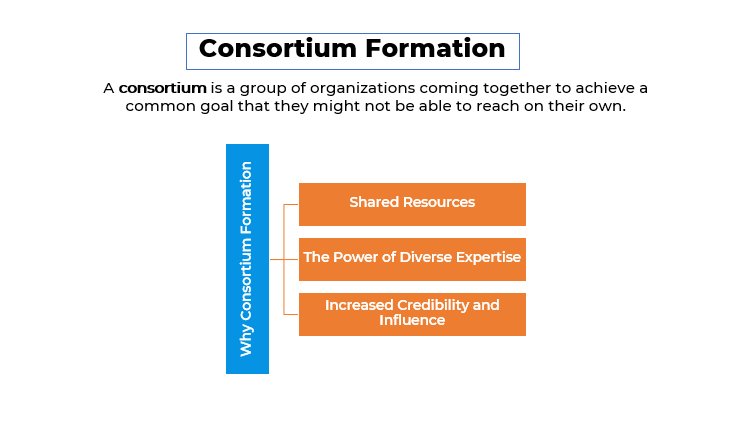 Consortium Formation
A consortium is a group of organizations coming together to achieve a
common goal that they might not be able to reach on their own.
Why Consortium Formation
Shared Resources
The Power of Diverse Expertise
Increased Credibility and
Influence